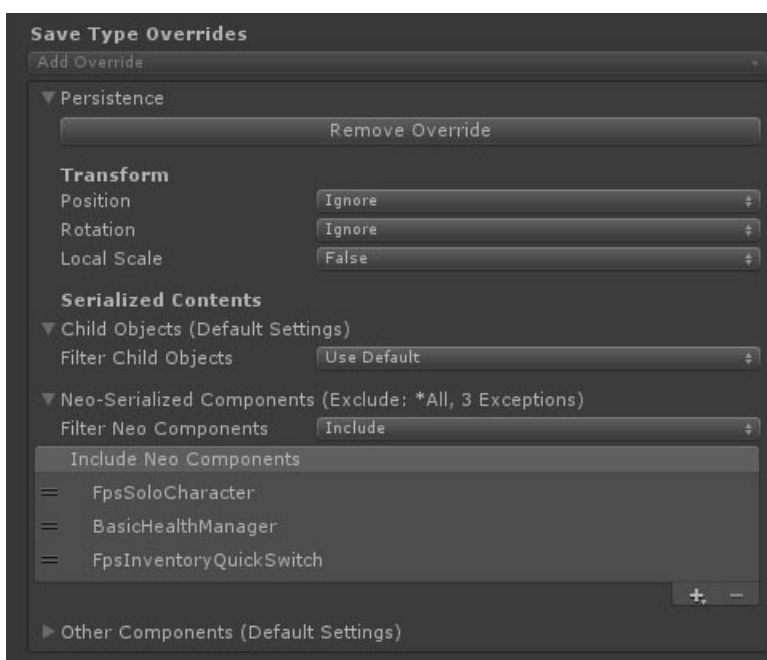 Save Type Overrides
Add Override
Persistence
Remove Override
Transform
Position Ignore
Rotation Ignore
Local Scale False
Serialized Contents
Child Objects (Default Settings)
Filter Child Objects Use Default
Neo-Serialized Components (Exclude: *All, 3 Exceptions)
Filter Neo Components Include
Include Neo Components
FpsSoloCharacter
BasicHealthManager
FpsInventoryQuickSwitch
Other Components (Default Settings)